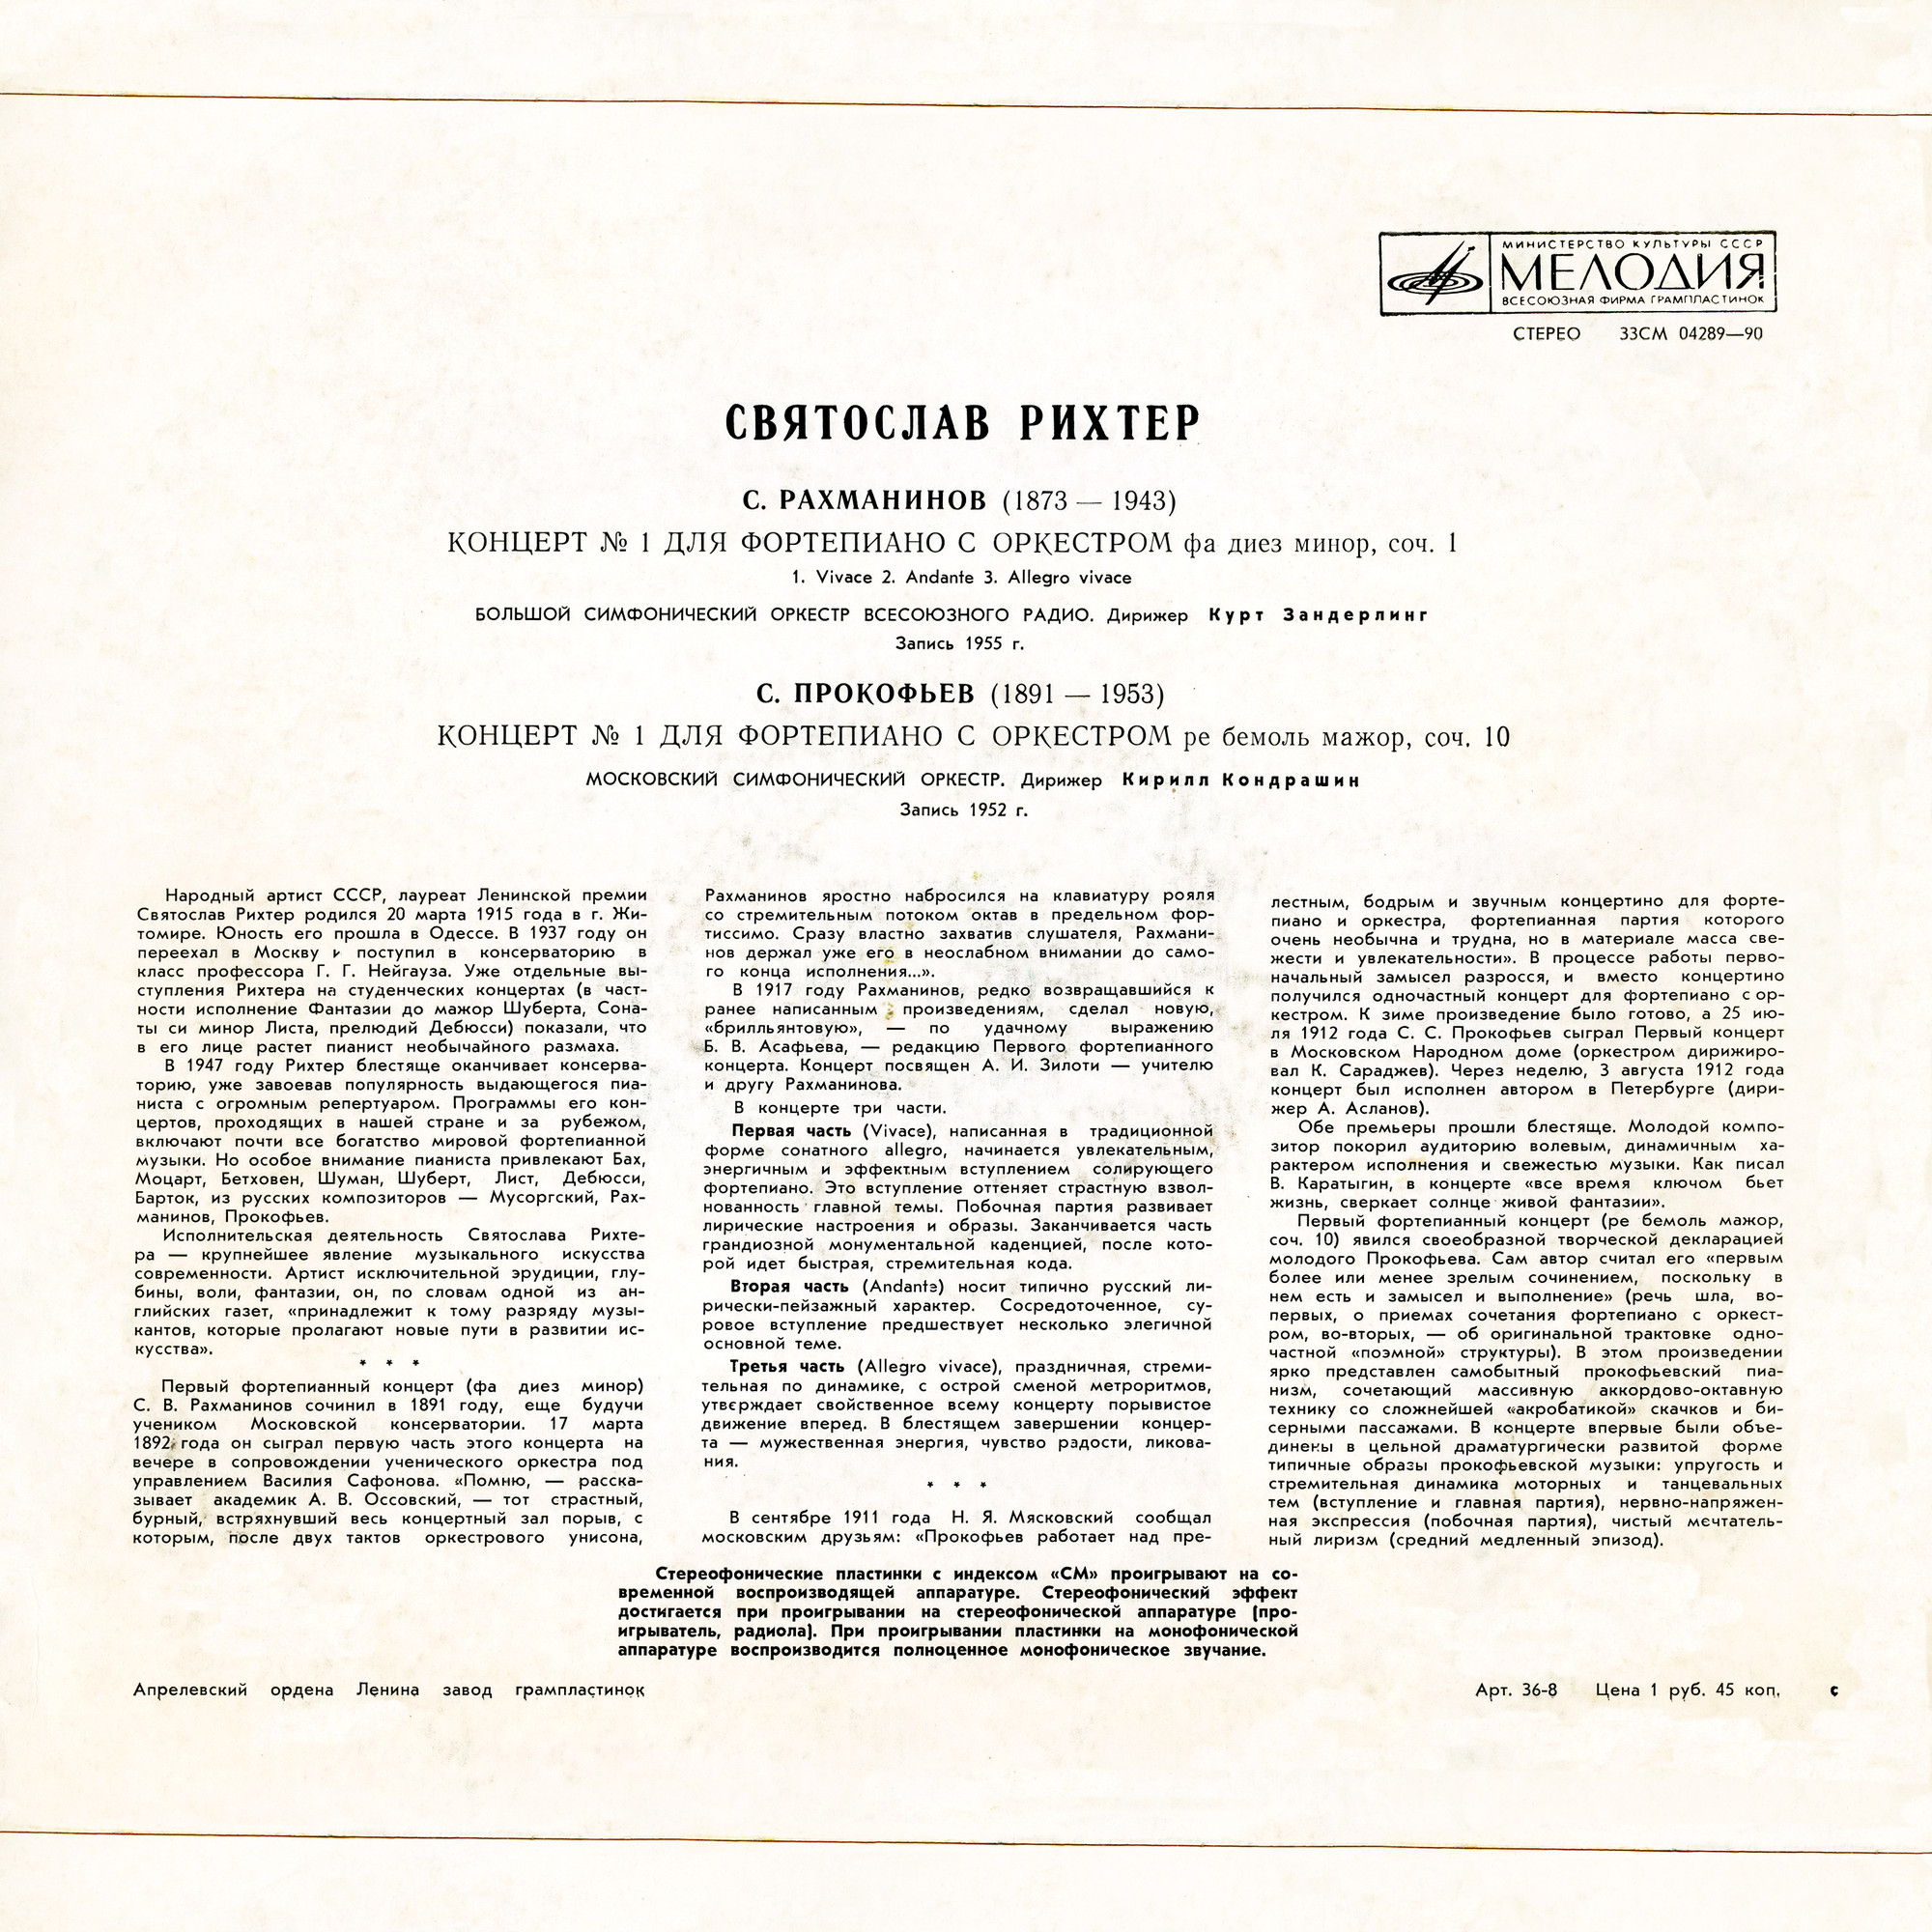 МИНИСТЕРСТВО КУЛЬТУРЫ СССР
МЕЛОДИЯ
ВСЕСОЮЗНАЯ ФИРМА ГРАМПЛАСТИНОК
СТЕРЕО 33СМ 04289—90
СВЯТОСЛАВ РИХТЕР
С. РАХМАНИНОВ (1873 — 1943)
КОНЦЕРТ № 1 ДЛЯ ФОРТЕПИАНО С ОРКЕСТРОМ фа диез минор, соч. 1
1. Vivace 2. Andante 3. Allegro vivace
БОЛЬШОЙ СИМФОНИЧЕСКИЙ ОРКЕСТР ВСЕСОЮЗНОГО РАДИО. Дирижер Курт Зандерлинг
Запись 1955 г.
С. ПРОКОФЬЕВ (1891 — 1953)
КОНЦЕРТ № 1 ДЛЯ ФОРТЕПИАНО С ОРКЕСТРОМ ре бемоль мажор, соч. 10
МОСКОВСКИЙ СИМФОНИЧЕСКИЙ ОРКЕСТР. Дирижер Кирилл Кондрашин
Запись 1952 г.
Народный артист СССР, лауреат Ленинской премии
Святослав Рихтер родился 20 марта 1915 года в г. Жи-
томире. Юность его прошла в Одессе. В 1937 году он
переехал в Москву и поступил в консерваторию в
класс профессора Г. Г. Нейгауза. Уже отдельные вы-
ступления Рихтера на студенческих концертах (в част-
ности исполнение Фантазии до мажор Шуберта, Сона-
ты си минор Листа, прелюдий Дебюсси) показали, что
в его лице растет пианист необычайного размаха.
В 1947 году Рихтер блестяще оканчивает консерва-
торию, уже завоевав популярность выдающегося пиа-
ниста с огромным репертуаром. Программы его кон-
цертов, проходящих в нашей стране и за рубежом,
включают почти все богатство мировой фортепианной
музыки. Но особое внимание пианиста привлекают Бах,
Моцарт, Бетховен, Шуман, Шуберт, Лист, Дебюсси,
Барток, из русских композиторов — Мусоргский, Рах-
манинов, Прокофьев.
Исполнительская деятельность Святослава Рихте-
ра — крупнейшее явление музыкального искусства
современности. Артист исключительной эрудиции, глу-
бины, воли, фантазии, он, по словам одной из ан-
глийских газет, «принадлежит к тому разряду музы-
кантов, которые пролагают новые пути в развитии ис-
кусства».
* * *
Первый фортепианный концерт (фа диез минор)
С. В. Рахманинов сочинил в 1891 году, еще будучи
учеником Московской консерватории. 17 марта
1892 года он сыграл первую часть этого концерта на
вечере в сопровождении ученического оркестра под
управлением Василия Сафонова. «Помню, — расска-
зывает академик А. В. Оссовский, — тот страстный,
бурный, встряхнувший весь концертный зал порыв, с
которым, после двух тактов оркестрового унисона,
Рахманинов яростно набросился на клавиатуру рояля
со стремительным потоком октав в предельном фор-
тиссимо. Сразу властно захватив слушателя, Рахмани-
нов держал уже его в неослабном внимании до само-
го конца исполнения...».
В 1917 году Рахманинов, редко возвращавшийся к
ранее написанным произведениям, сделал новую,
«брилльянтовую», — по удачному выражению
Б. В. Асафьева, — редакцию Первого фортепианного
концерта. Концерт посвящен А. И. Зилоти — учителю
и другу Рахманинова.
В концерте три части.
Первая часть (Vivace), написанная в традиционной
форме сонатного allegro, начинается увлекательным,
энергичным и эффектным вступлением солирующего
фортепиано. Это вступление оттеняет страстную взвол-
нованность главной темы. Побочная партия развивает
лирические настроения и образы. Заканчивается часть
грандиозной монументальной каденцией, после кото-
рой идет быстрая, стремительная кода.
Вторая часть (Andante) носит типично русский ли-
рически-пейзажный характер. Сосредоточенное, су-
ровое вступление предшествует несколько элегичной
основной теме.
Третья часть (Allegro vivace), праздничная, стреми-
тельная по динамике, с острой сменой метроритмов,
утверждает свойственное всему концерту порывистое
движение вперед. В блестящем завершении концер-
та — мужественная энергия, чувство радости, ликова-
ния.
* * *
В сентябре 1911 года Н. Я. Мясковский сообщал
московским друзьям: «Прокофьев работает над пре-
лестным, бодрым и звучным концертино для форте-
пиано и оркестра, фортепианная партия которого
очень необычна и трудна, но в материале масса све-
жести и увлекательности». В процессе работы перво-
начальный замысел разросся, и вместо концертино
получился одночастный концерт для фортепиано с ор-
кестром. К зиме произведение было готово, а 25 ию-
ля 1912 года С. С. Прокофьев сыграл Первый концерт
в Московском Народном доме (оркестром дирижиро-
вал К. Сараджев). Через неделю, 3 августа 1912 года
концерт был исполнен автором в Петербурге (дири-
жер А. Асланов).
Обе премьеры прошли блестяще. Молодой компо-
зитор покорил аудиторию волевым, динамичным ха-
рактером исполнения и свежестью музыки. Как писал
В. Каратыгин, в концерте «все время ключом бьет
жизнь, сверкает солнце живой фантазии».
Первый фортепианный концерт (ре бемоль мажор,
соч. 10) явился своеобразной творческой декларацией
молодого Прокофьева. Сам автор считал его «первым
более или менее зрелым сочинением, поскольку в
нем есть и замысел и выполнение» (речь шла, во-
первых, о приемах сочетания фортепиано с оркест-
ром, во-вторых, — об оригинальной трактовке одно-
частной «поэмной» структуры). В этом произведении
ярко представлен самобытный прокофьевский пиа-
низм, сочетающий массивную аккордово-октавную
технику со сложнейшей «акробатикой» скачков и би-
серными пассажами. В концерте впервые были объе-
динены в цельной драматургически развитой форме
типичные образы прокофьевской музыки: упругость и
стремительная динамика моторных и танцевальных
тем (вступление и главная партия), нервно-напряжен-
ная экспрессия (побочная партия), чистый мечтатель-
ный лиризм (средний медленный эпизод).
Стереофонические пластинки с индексом «СМ» проигрывают на со-
временной воспроизводящей аппаратуре. Стереофонический эффект
достигается при проигрывании на стереофонической аппаратуре (про-
игрыватель, радиола). При проигрывании пластинки на монофонической
аппаратуре воспроизводится полноценное монофоническое звучание.
Апрелевский ордена Ленина завод грампластинок
Арт. 36-8 Цена 1 руб. 45 коп. с